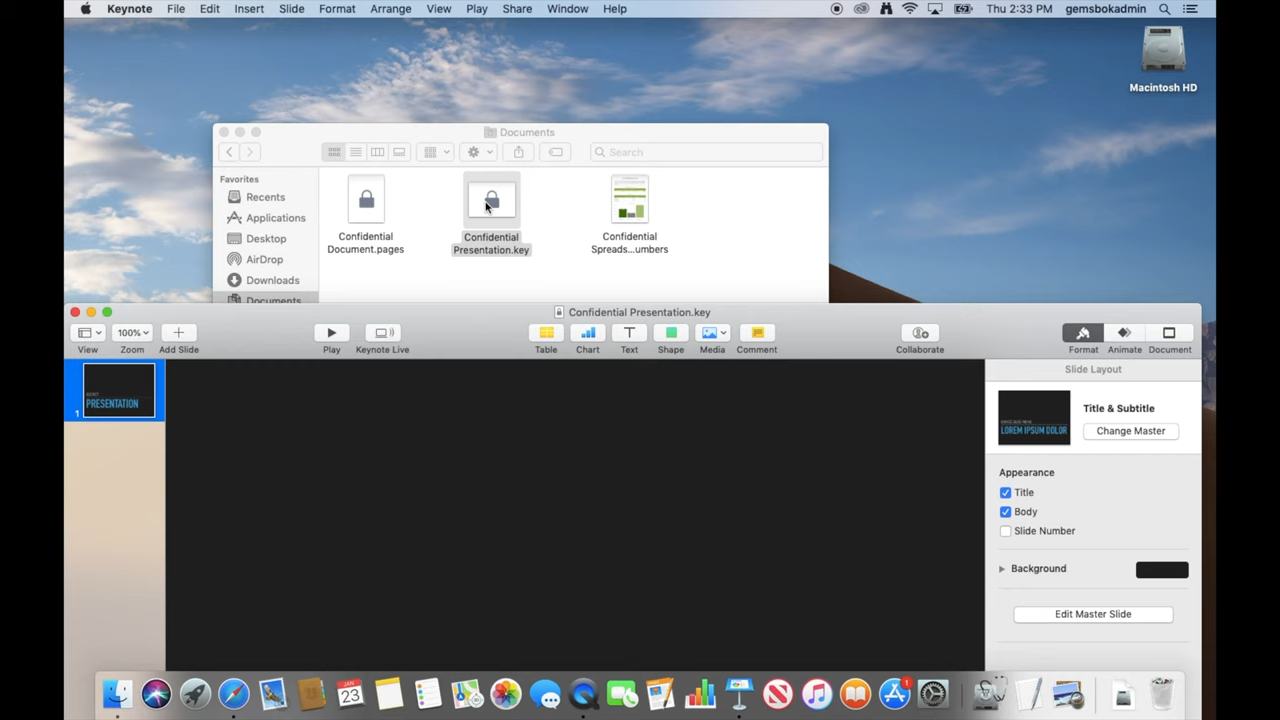 Keynote File Edit Insert Slide Format Arrange View Play Share Window Help Thu 2:33 PM gemsbokadmin
Macintosh HD
Documents
Search
Favorites
Recents
Applications
Desktop
AirDrop
Downloads
Documents
Confidential
Document.pages
Confidential
Presentation.key
Confidential
Spreads...umbers
Confidential Presentation.key
100%
View Zoom Add Slide Play Keynote Live Table Chart Text Shape Media Comment Collaborate Format Animate Document
1
PRESENTATION
Slide Layout
LOREM IPSUM DOLOR
Title & Subtitle
Change Master
Appearance
Title
Body
Slide Number
Background
Edit Master Slide
JAN
23
1